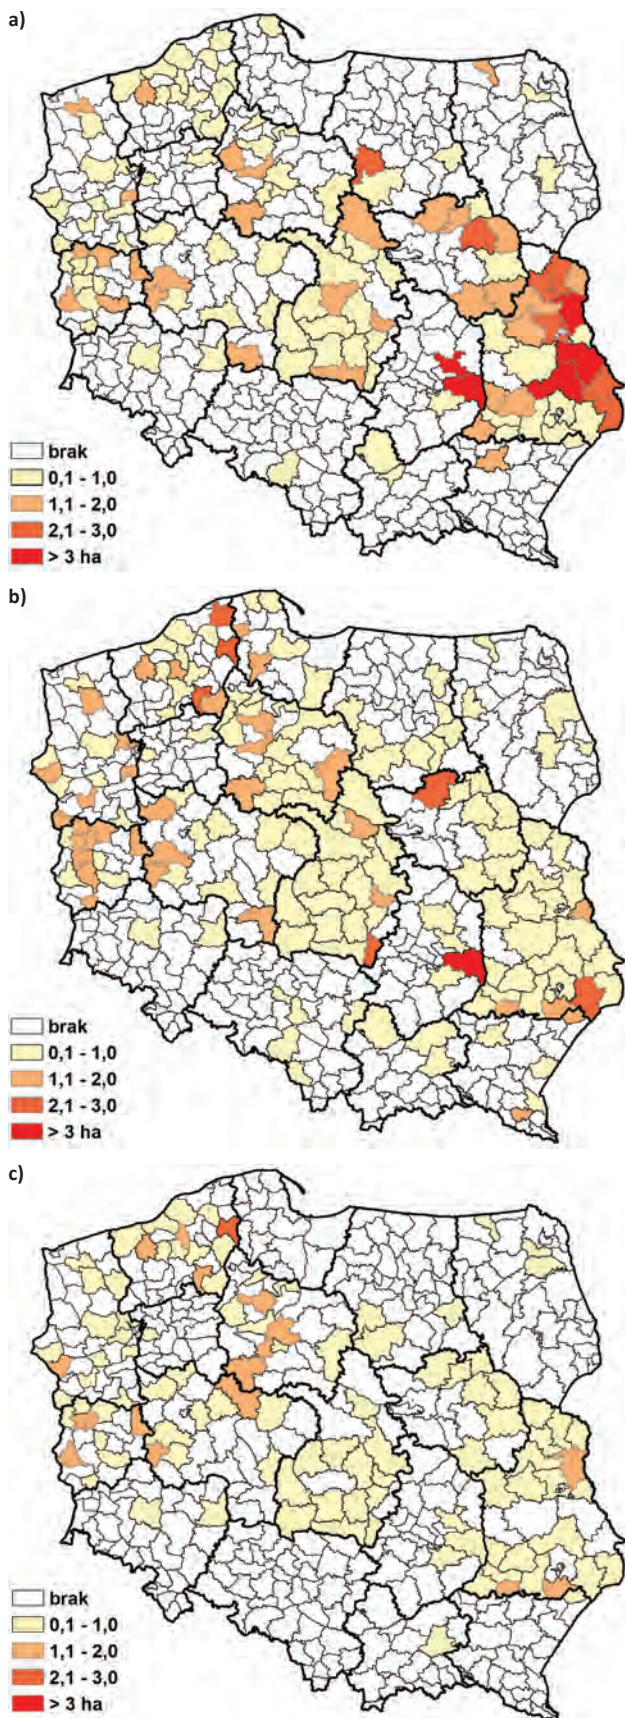 a)
brak
0,1 - 1,0
1,1 - 2,0
2,1 - 3,0
> 3 ha
b)
brak
0,1 - 1,0
1,1 - 2,0
2,1 - 3,0
> 3 ha
c)
brak
0,1 - 1,0
1,1 - 2,0
2,1 - 3,0
> 3 ha